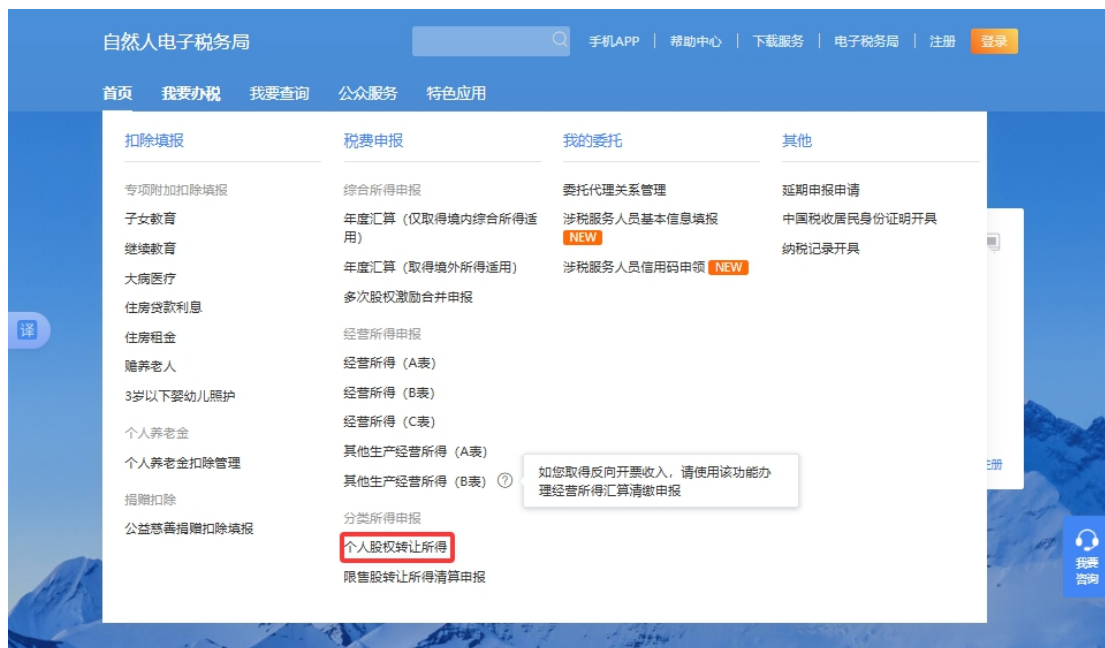 自然人电子税务局
手机APP 帮助中心 下载服务 电子税务局 注册 登录
首页 我要办税 我要查询 公众服务 特色应用
扣除填报
专项附加扣除填报
子女教育
继续教育
大病医疗
住房贷款利息
住房租金
赡养老人
3岁以下婴幼儿照护
个人养老金
个人养老金扣除管理
捐赠扣除
公益慈善捐赠扣除填报
税费申报
综合所得申报
年度汇算（仅取得境内综合所得适
用）
年度汇算（取得境外所得适用）
多次股权激励合并申报
经营所得申报
经营所得（A表）
经营所得（B表）
经营所得（C表）
其他生产经营所得（A表）
其他生产经营所得（B表）
如您取得反向开票收入，请使用该功能办
理经营所得汇算清缴申报
分类所得申报
个人股权转让所得
限售股转让所得清算申报
我的委托
委托代理关系管理
涉税服务人员基本信息填报
NEW
涉税服务人员信用码申领 NEW
其他
延期申报申请
中国税收居民身份证明开具
纳税记录开具
译
注册
我要
咨询